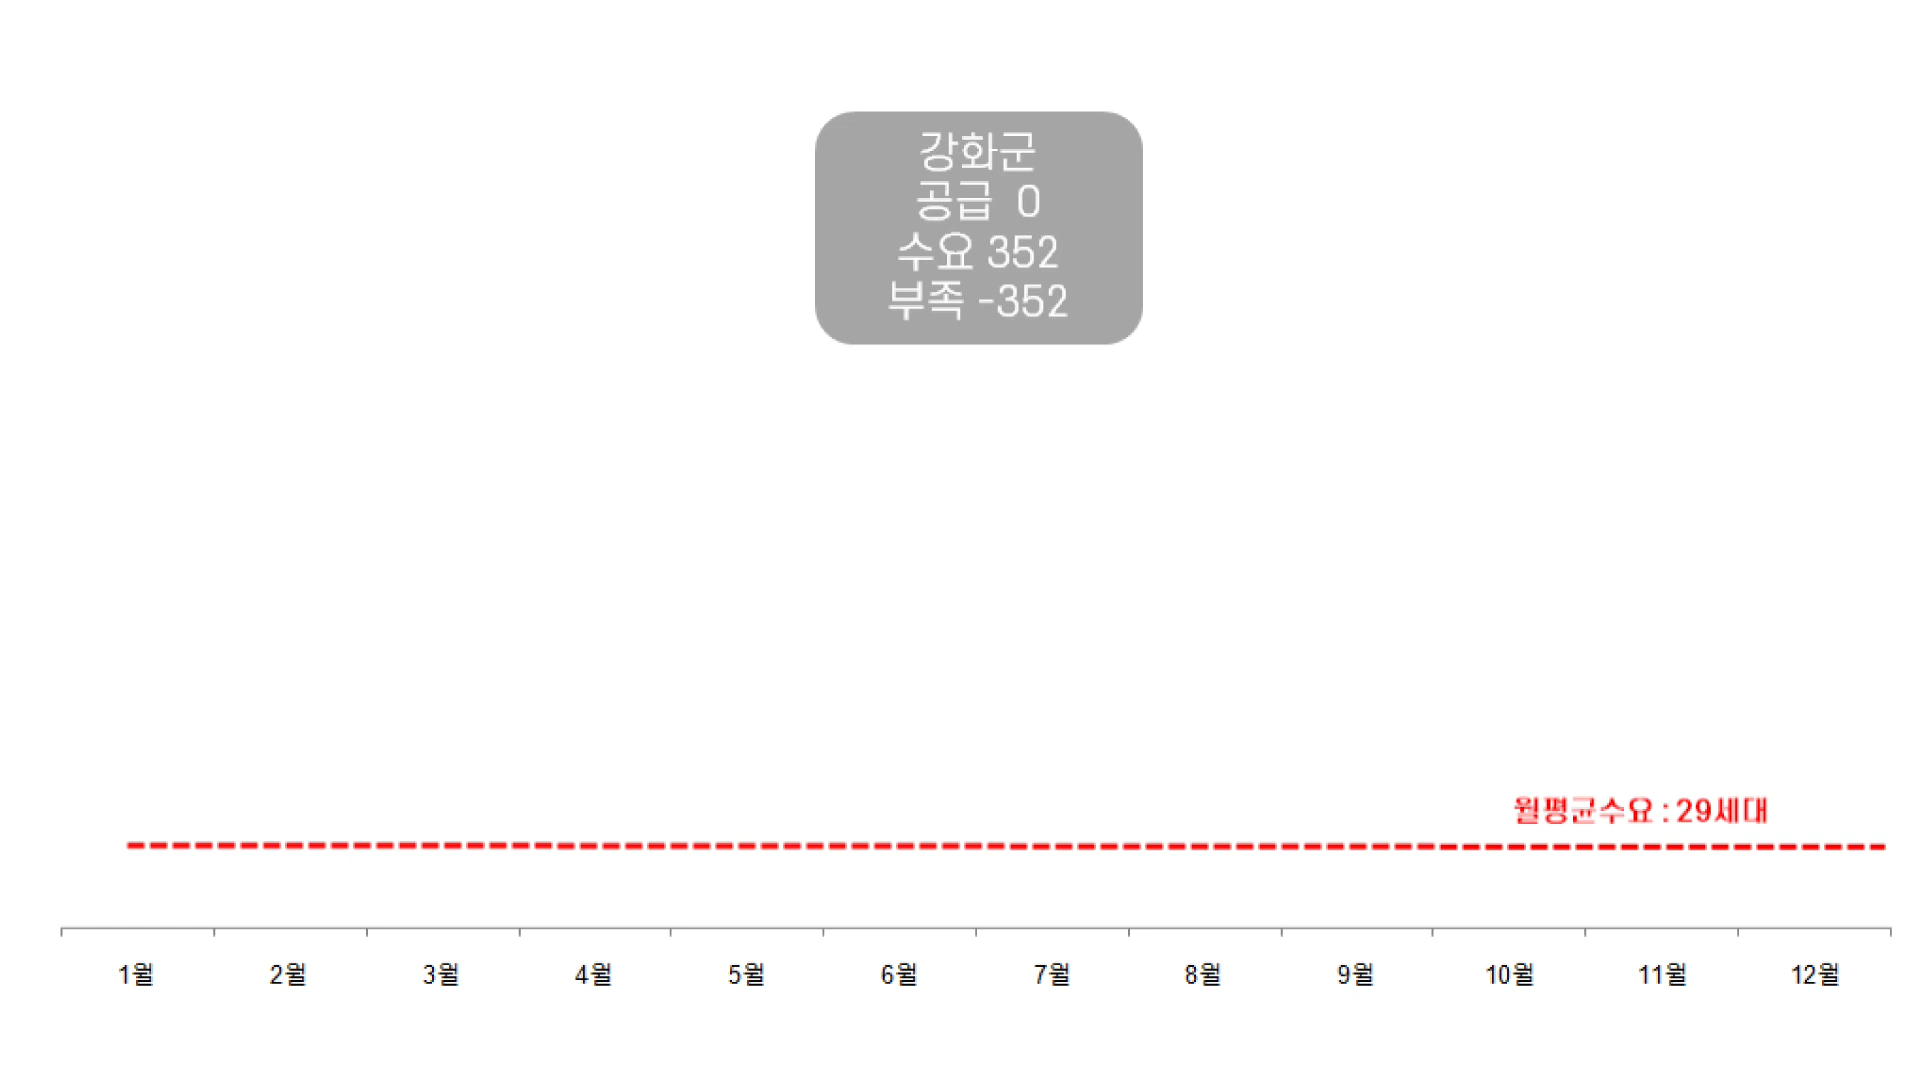 강화군
공급 0
수요 352
부족 -352
월평균수요 : 29세대
1월 2월 3월 4월 5월 6월 7월 8월 9월 10월 11월 12월